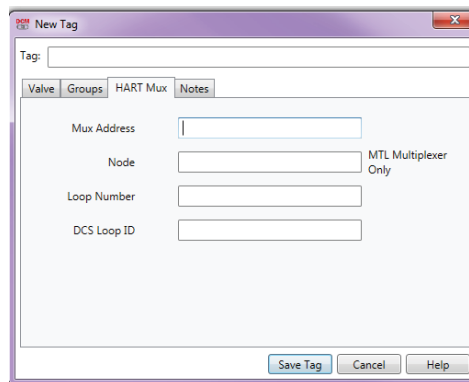 DCM New Tag
Tag:
Valve Groups HART Mux Notes
Mux Address
Node MTL Multiplexer
Only
Loop Number
DCS Loop ID
Save Tag Cancel Help